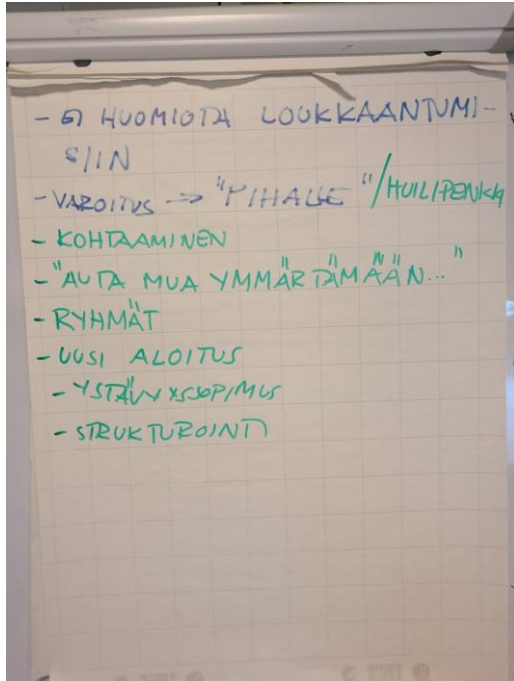 - EI HUOMIOTA LOUKKAANTUMI-
SIIN
- VAROITUS -> "PIHALLE" / HUILIPENKKI
- KOHTAAMINEN
- "AUTA MUA YMMÄRTÄMÄÄN..."
- RYHMÄT
- UUSI ALOITUS
- YSTÄVYYSSOPIMUS
- STRUKTUROINTI